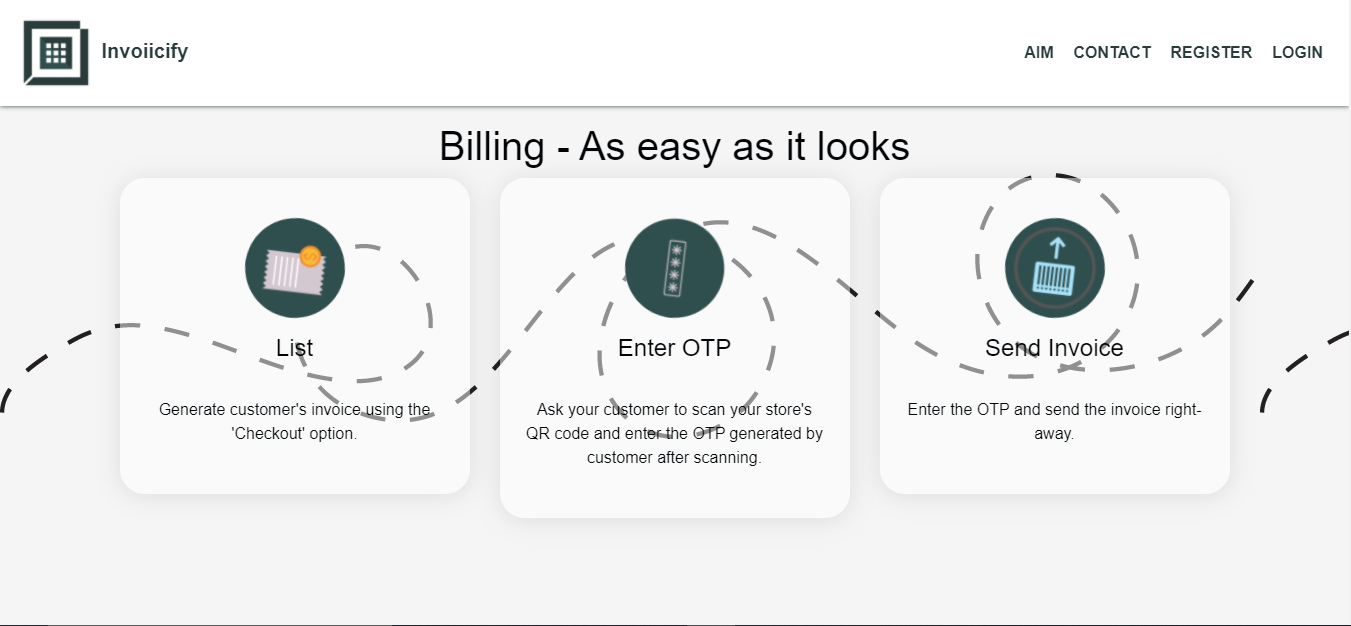 Invoiicify
AIM CONTACT REGISTER LOGIN
Billing - As easy as it looks
List
Generate customer's invoice using the
'Checkout' option.
Enter OTP
Ask your customer to scan your store's
QR code and enter the OTP generated by
customer after scanning.
Send Invoice
Enter the OTP and send the invoice right-
away.